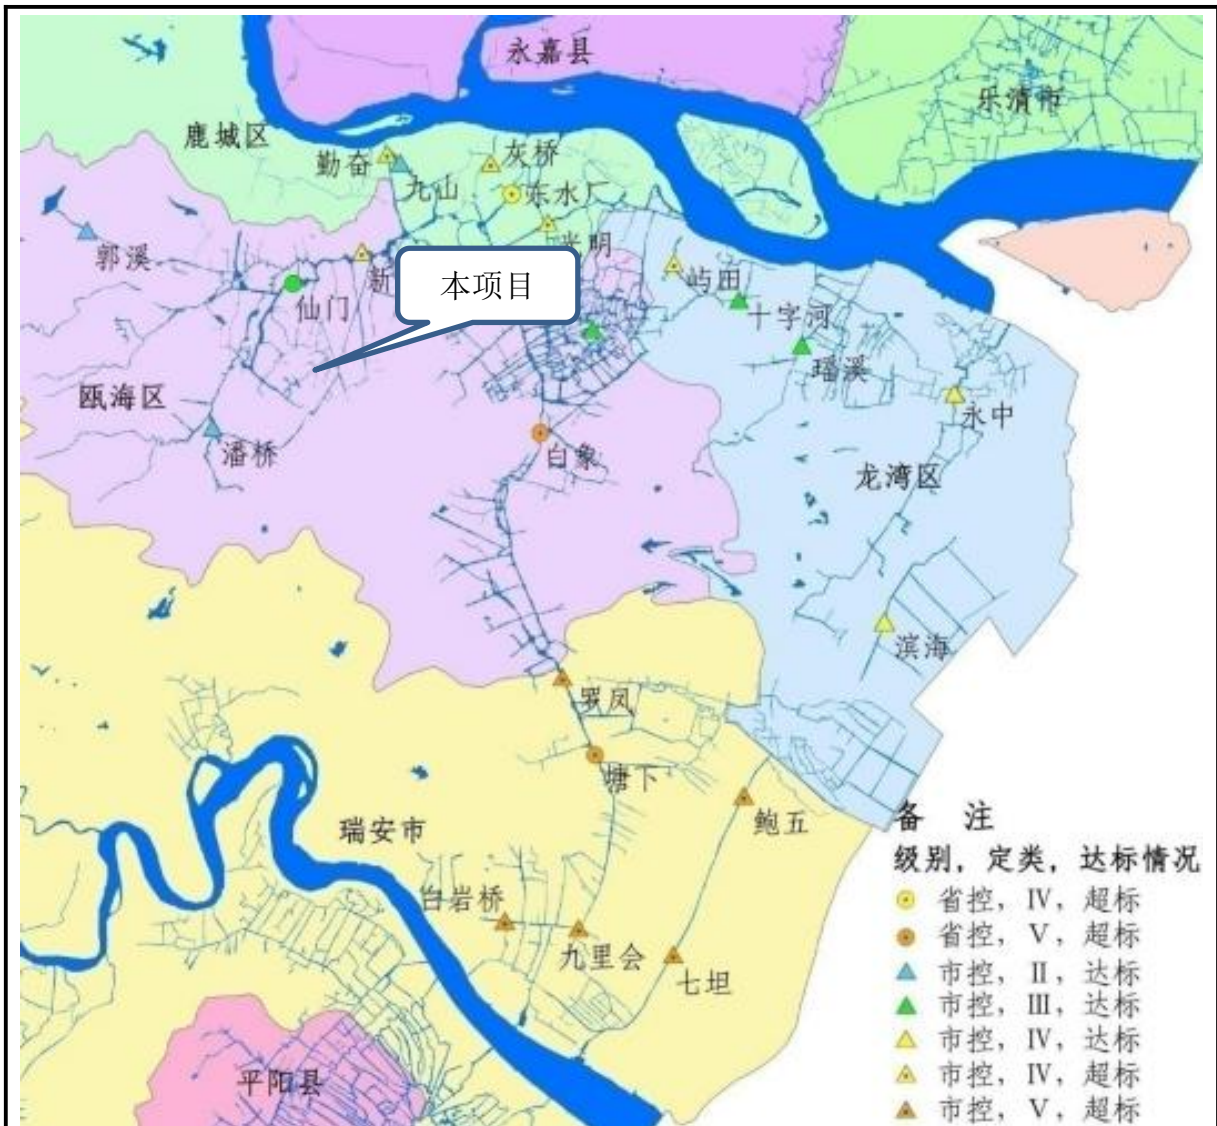 永嘉县
乐清市
鹿城区
勤奋
九山
灰桥
东水厂
光明
郭溪
新
仙门
本项目
屿田
十字河
瑶溪
瓯海区
潘桥
白象
永中
龙湾区
滨海
罗凤
塘下
鲍五
瑞安市
白岩桥
九里会
七坦
平阳县
备 注
级别，定类，达标情况
省控，Ⅳ，超标
省控，Ⅴ，超标
市控，Ⅱ，达标
市控，Ⅲ，达标
市控，Ⅳ，达标
市控，Ⅳ，超标
市控，Ⅴ，超标